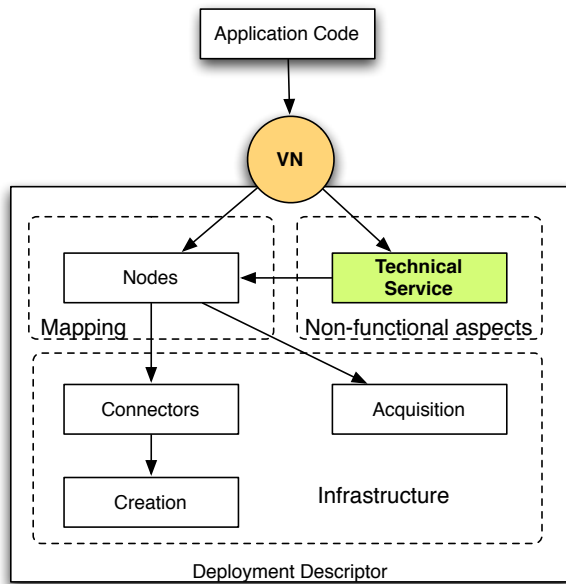 Application Code
VN
Nodes
Technical
Service
Mapping
Non-functional aspects
Connectors
Acquisition
Creation
Infrastructure
Deployment Descriptor